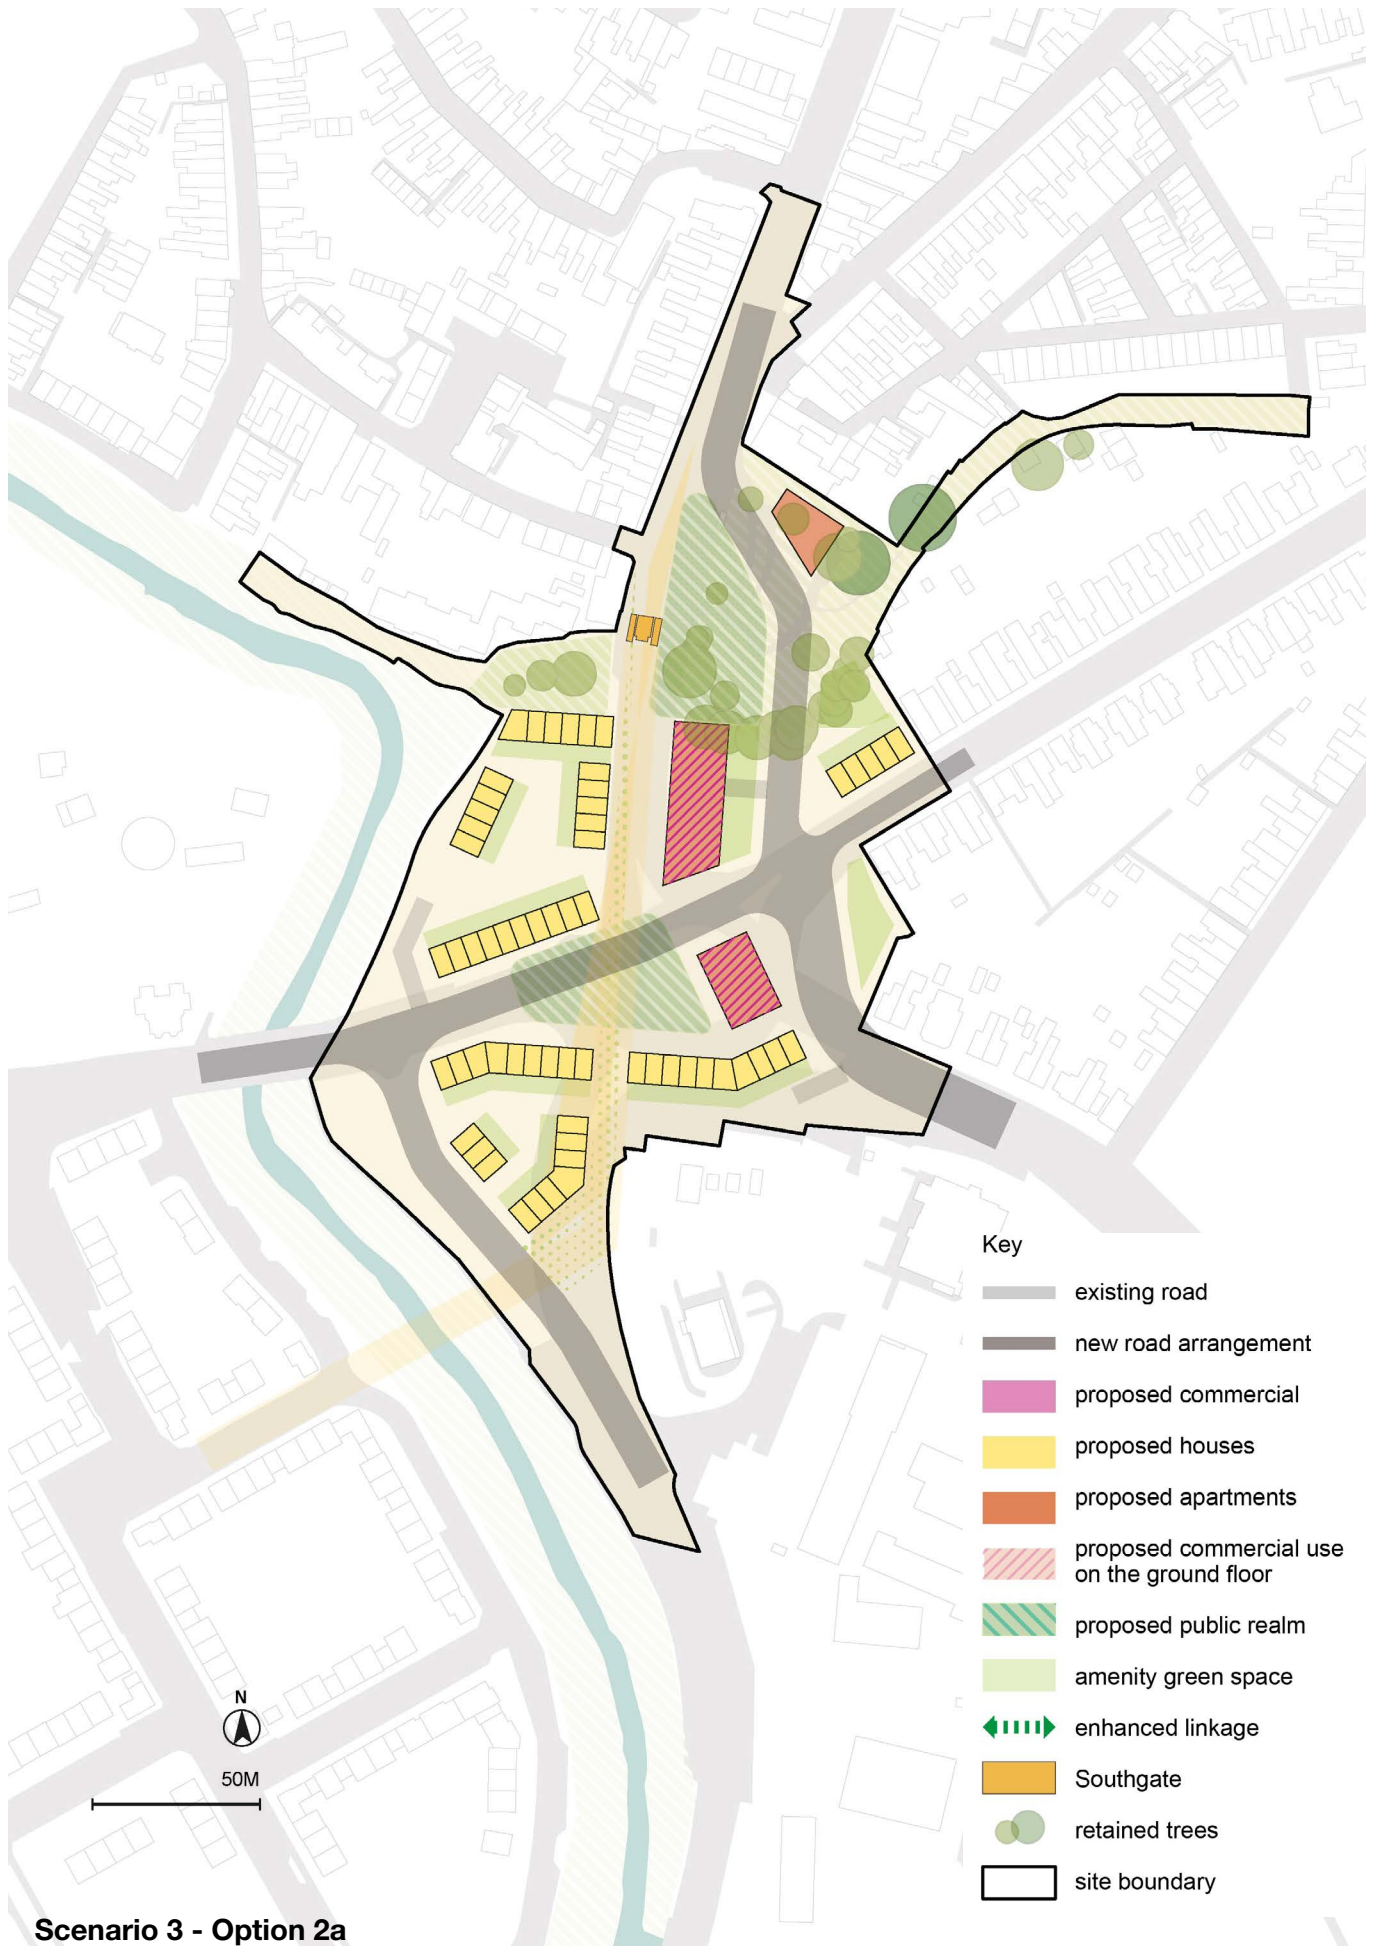 Key
existing road
new road arrangement
proposed commercial
proposed houses
proposed apartments
proposed commercial use
on the ground floor
proposed public realm
amenity green space
enhanced linkage
Southgate
retained trees
site boundary
N
50M
Scenario 3 - Option 2a